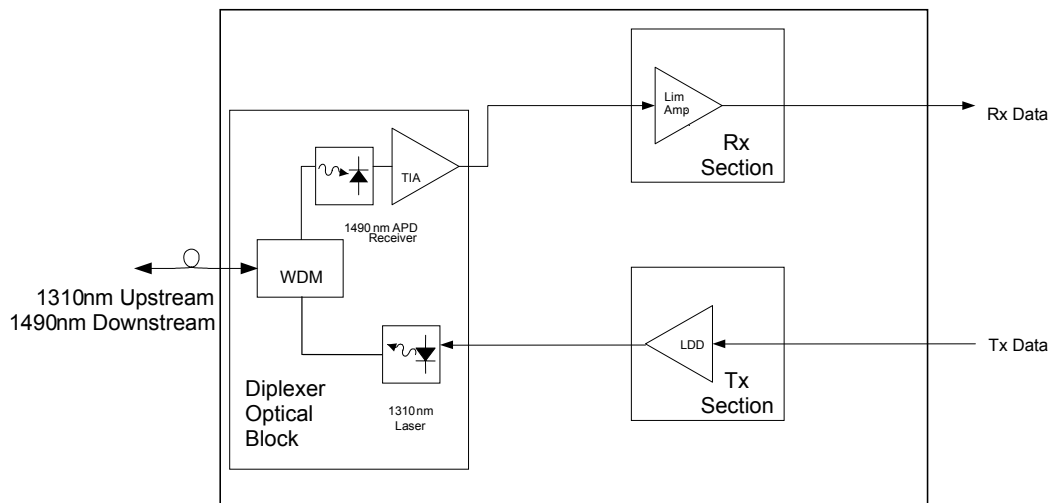 Lim
Amp
Rx
Section
Rx Data
TIA
1490 nm APD
Receiver
WDM
1310nm Upstream
1490nm Downstream
LDD
Tx
Section
Tx Data
Diplexer
Optical
Block
1310nm
Laser